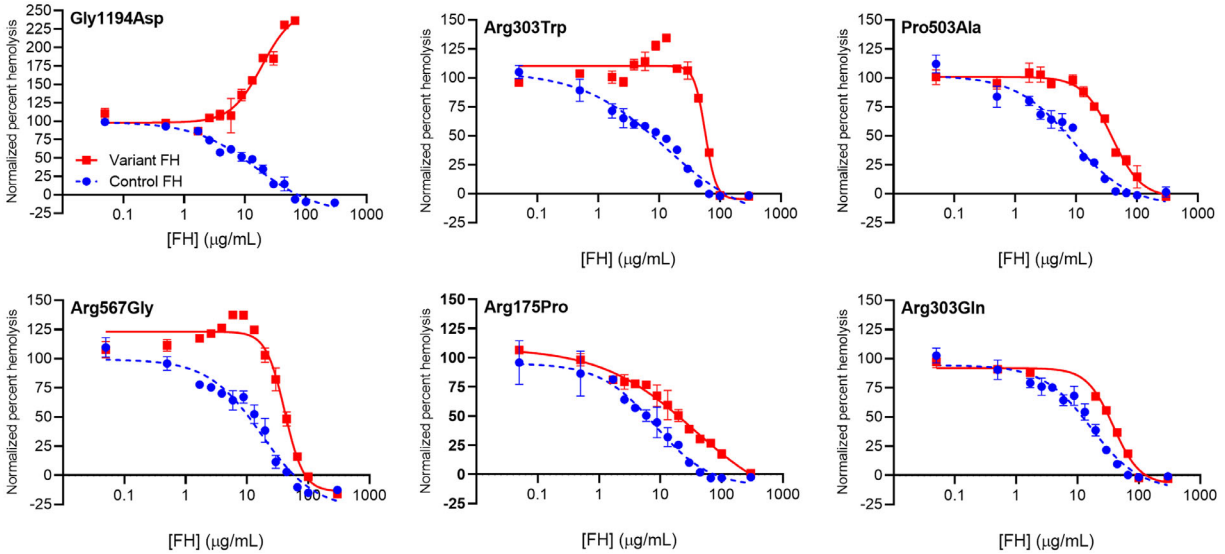 Gly1194Asp
Normalized percent hemolysis
250
225
200
175
150
125
100
75
50
25
0
-25
Variant FH
Control FH
0.1 1 10 100 1000
[FH] (μg/mL)
Arg303Trp
Normalized percent hemolysis
150
125
100
75
50
25
0
-25
0.1 1 10 100 1000
[FH] (μg/mL)
Pro503Ala
Normalized percent hemolysis
150
125
100
75
50
25
0
-25
0.1 1 10 100 1000
[FH] (μg/mL)
Arg567Gly
Normalized percent hemolysis
150
125
100
75
50
25
0
-25
0.1 1 10 100 1000
[FH] (μg/mL)
Arg175Pro
Normalized percent hemolysis
150
125
100
75
50
25
0
-25
0.1 1 10 100 1000
[FH] (μg/mL)
Arg303Gln
Normalized percent hemolysis
150
125
100
75
50
25
0
-25
0.1 1 10 100 1000
[FH] (μg/mL)